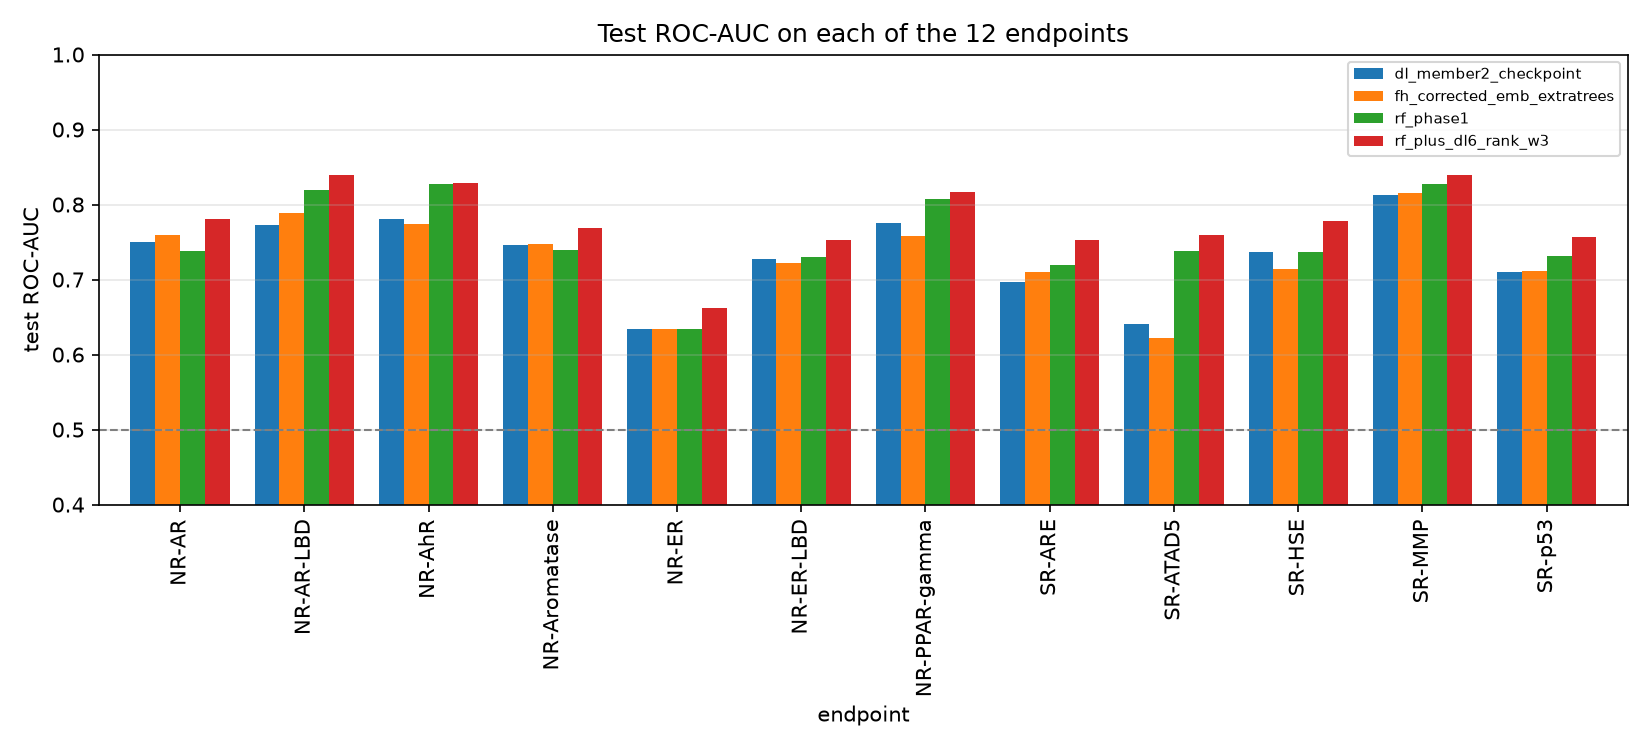 Test ROC-AUC on each of the 12 endpoints
dl_member2_checkpoint
fh_corrected_emb_extratrees
rf_phase1
rf_plus_dl6_rank_w3
test ROC-AUC
1.0
0.9
0.8
0.7
0.6
0.5
0.4
NR-AR
NR-AR-LBD
NR-AhR
NR-Aromatase
NR-ER
NR-ER-LBD
NR-PPAR-gamma
SR-ARE
SR-ATAD5
SR-HSE
SR-MMP
SR-p53
endpoint